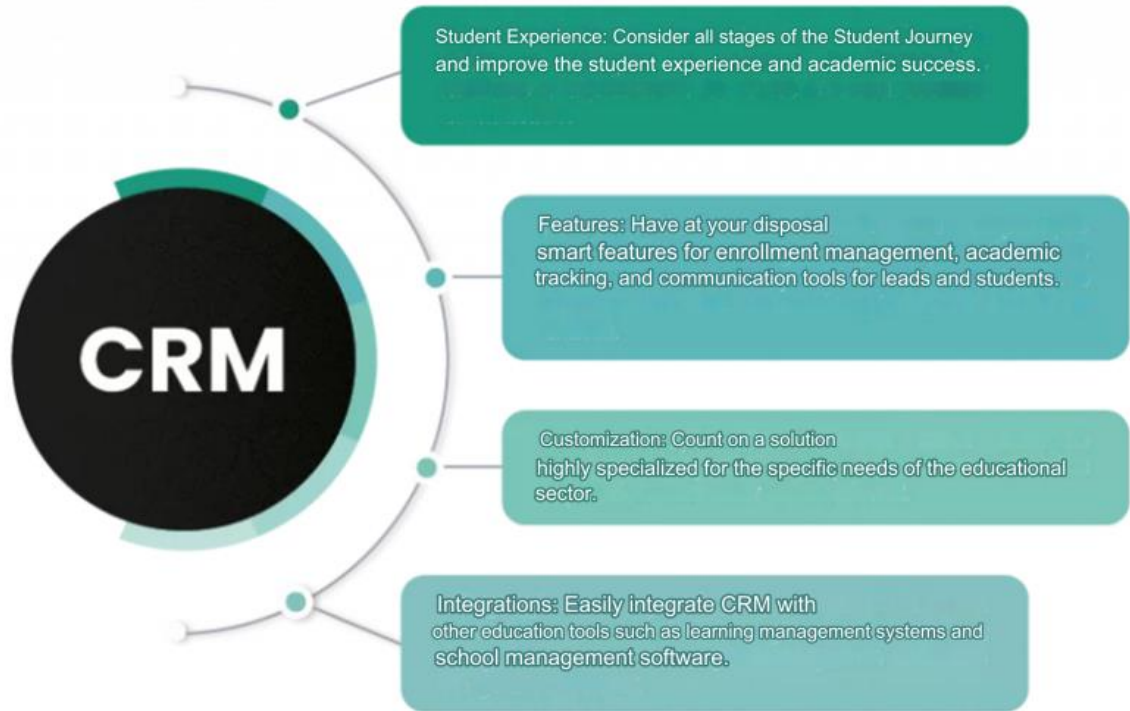 Student Experience: Consider all stages of the Student Journey
and improve the student experience and academic success.
Features: Have at your disposal
smart features for enrollment management, academic
tracking, and communication tools for leads and students.
CRM
Customization: Count on a solution
highly specialized for the specific needs of the educational
sector.
Integrations: Easily integrate CRM with
other education tools such as learning management systems and
school management software.